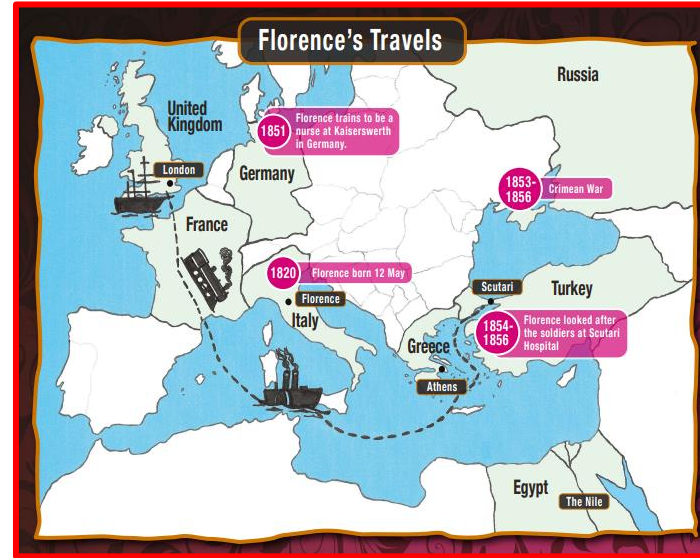 Florence's Travels
Russia
United
Kingdom
1851
Florence trains to be a
nurse at Kaiserswerth
in Germany.
London
Germany
1853-
1856
Crimean War
France
1820
Florence born 12 May
Florence
Italy
Scutari
Turkey
1854-
1856
Florence looked after
the soldiers at Scutari
Hospital
Greece
Athens
Egypt
The Nile